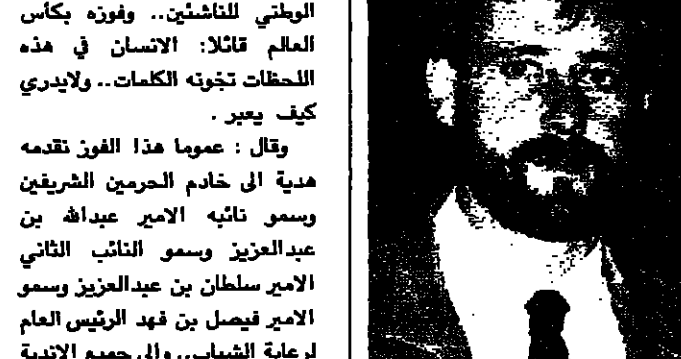 الوطني للناشئين.. وفوزه بكأس
العالم قائلا: الانسان في هذه
اللحظات تخونه الكلمات.. ولايدري
كيف يعبر .
وقال : عموما هذا الفوز نقدمه
هدية الى خادم الحرمين الشريفين
وسمو نائبه الامير عبدالله بن
عبدالعزيز وسمو النائب الثاني
الامير سلطان بن عبدالعزيز وسمو
الامير فيصل بن فهد الرئيس العام
لرعاية الشباب.. والى جميع الاندية